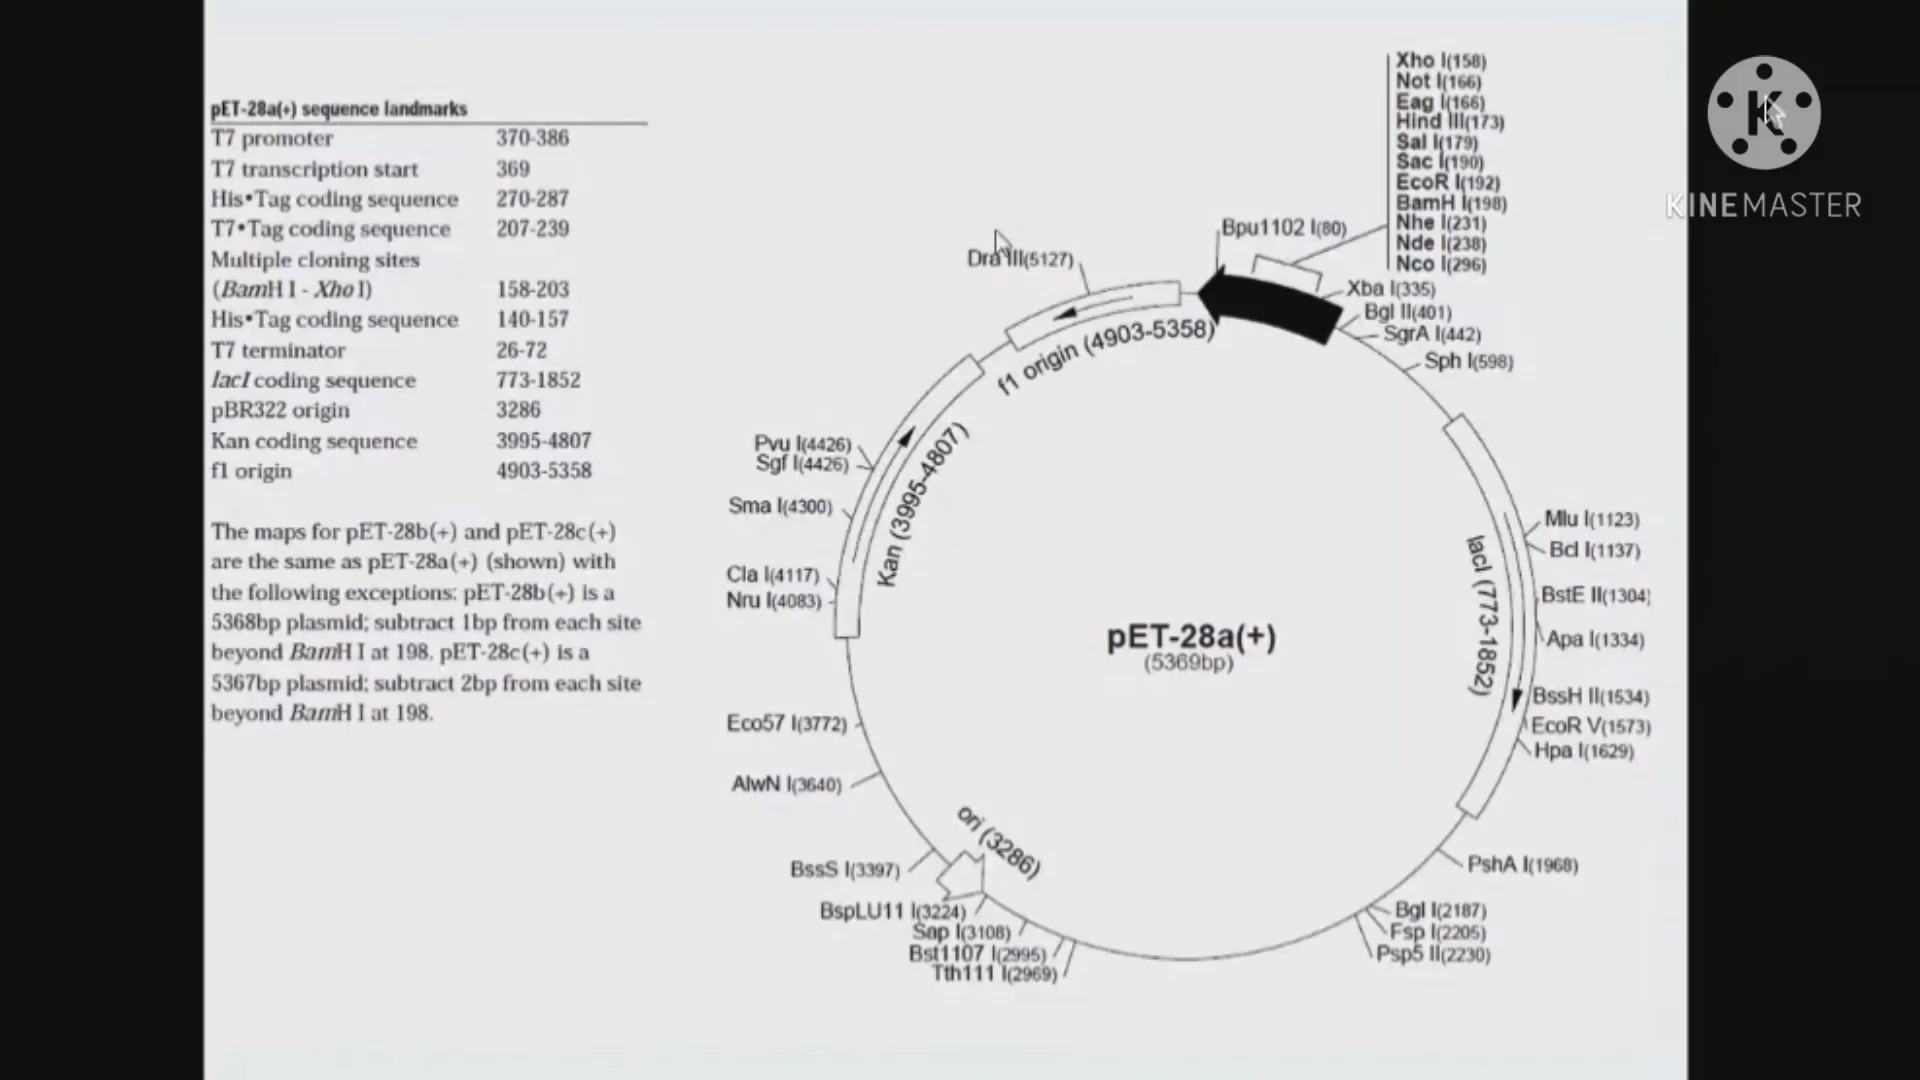 pET-28a(+) sequence landmarks
T7 promoter 370-386
T7 transcription start 369
His•Tag coding sequence 270-287
T7•Tag coding sequence 207-239
Multiple cloning sites
(BamH I - Xho I) 158-203
His•Tag coding sequence 140-157
T7 terminator 26-72
lacI coding sequence 773-1852
pBR322 origin 3286
Kan coding sequence 3995-4807
f1 origin 4903-5358
The maps for pET-28b(+) and pET-28c(+)
are the same as pET-28a(+) (shown) with
the following exceptions: pET-28b(+) is a
5368bp plasmid; subtract 1bp from each site
beyond BamH I at 198. pET-28c(+) is a
5367bp plasmid; subtract 2bp from each site
beyond BamH I at 198.
Xho I(158)
Not I(166)
Eag I(166)
Hind III(173)
Sal I(179)
Sac I(190)
EcoR I(192)
BamH I(198)
Nhe I(231)
Nde I(238)
Nco I(296)
Bpu1102 I(80)
Dra III(5127)
Xba I(335)
Bgl II(401)
SgrA I(442)
Sph I(598)
f1 origin (4903-5358)
Pvu I(4426)
Sgf I(4426)
Sma I(4300)
Kan (3995-4807)
Cla I(4117)
Nru I(4083)
Mlu I(1123)
Bcl I(1137)
BstE II(1304)
Apa I(1334)
lacI (773-1852)
BssH II(1534)
EcoR V(1573)
Hpa I(1629)
pET-28a(+)
(5369bp)
Eco57 I(3772)
AlwN I(3640)
ori (3286)
BssS I(3397)
BspLU11 I(3224)
Sap I(3108)
Bst1107 I(2995)
Tth111 I(2969)
PshA I(1968)
Bgl I(2187)
Fsp I(2205)
Psp5 II(2230)
K
KINEMASTER